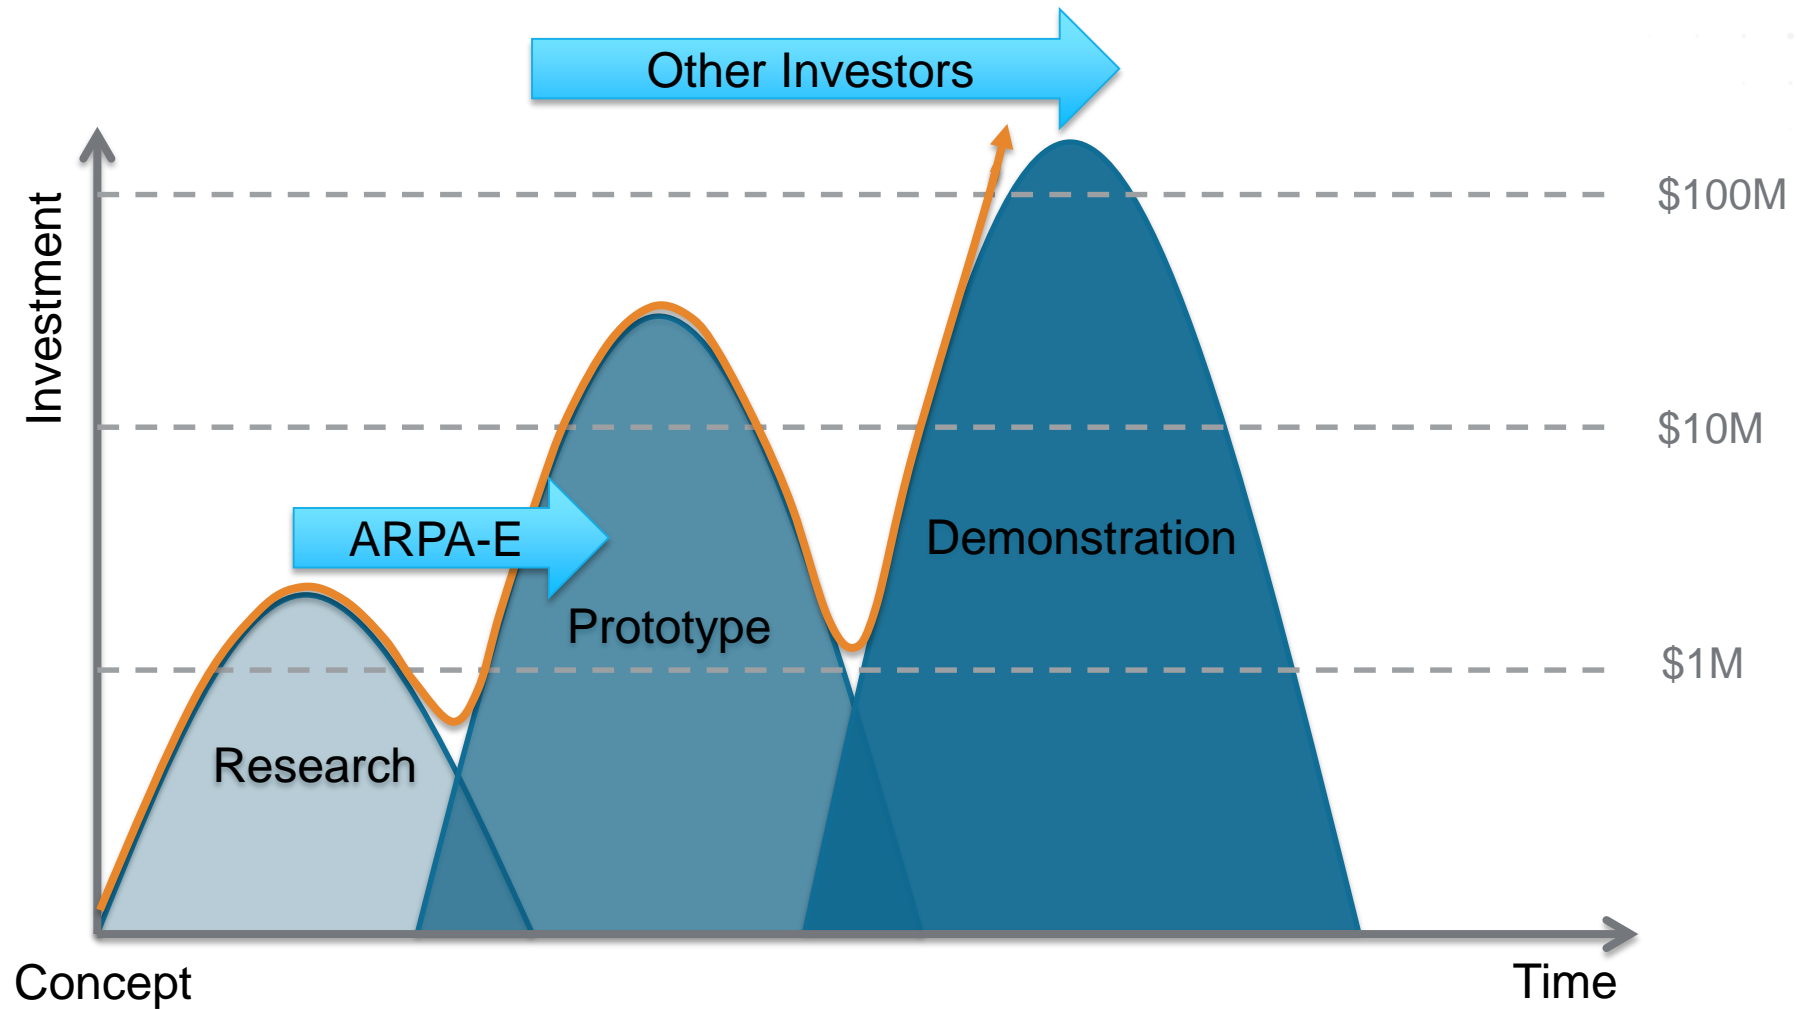 Other Investors
Investment
$100M
$10M
ARPA-E
Demonstration
Prototype
$1M
Research
Concept
Time